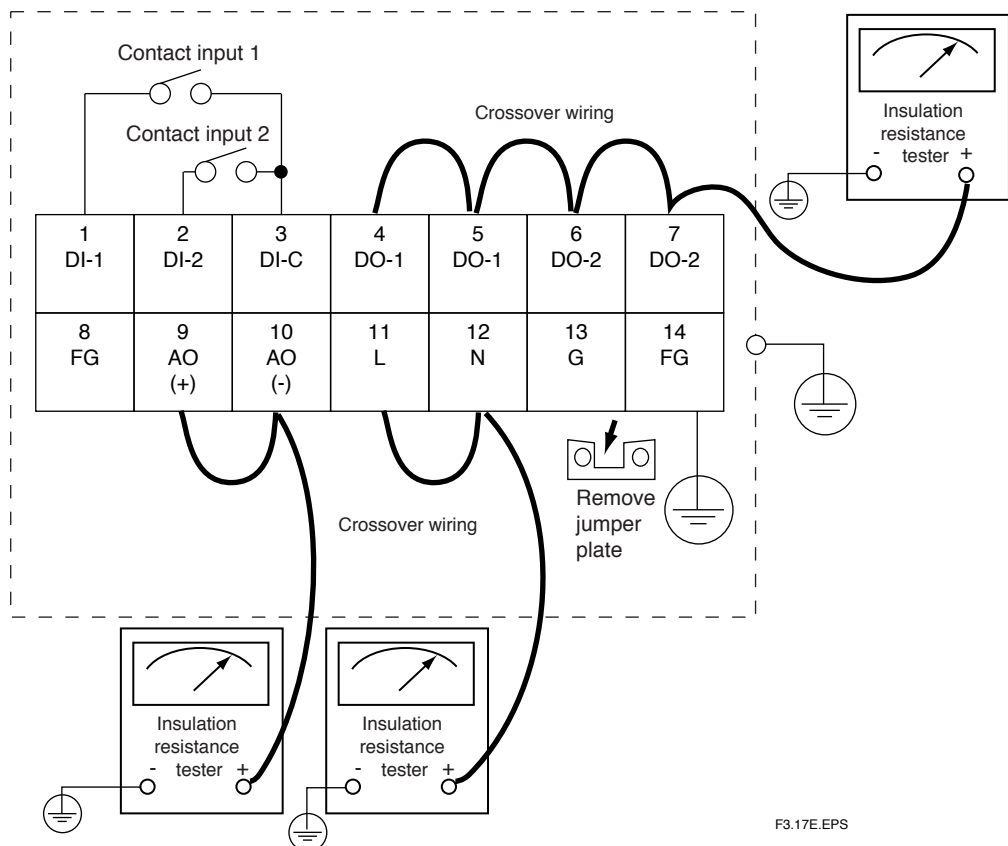 Contact input 1
Contact input 2
Crossover wiring
Insulation
resistance
tester
- +
1 2 3 4 5 6 7
DI-1 DI-2 DI-C DO-1 DO-1 DO-2 DO-2
8 9 10 11 12 13 14
FG AO AO L N G FG
(+) (-)
Remove
jumper
plate
Crossover wiring
Insulation
resistance
tester
- +
Insulation
resistance
tester
- +
F3.17E.EPS